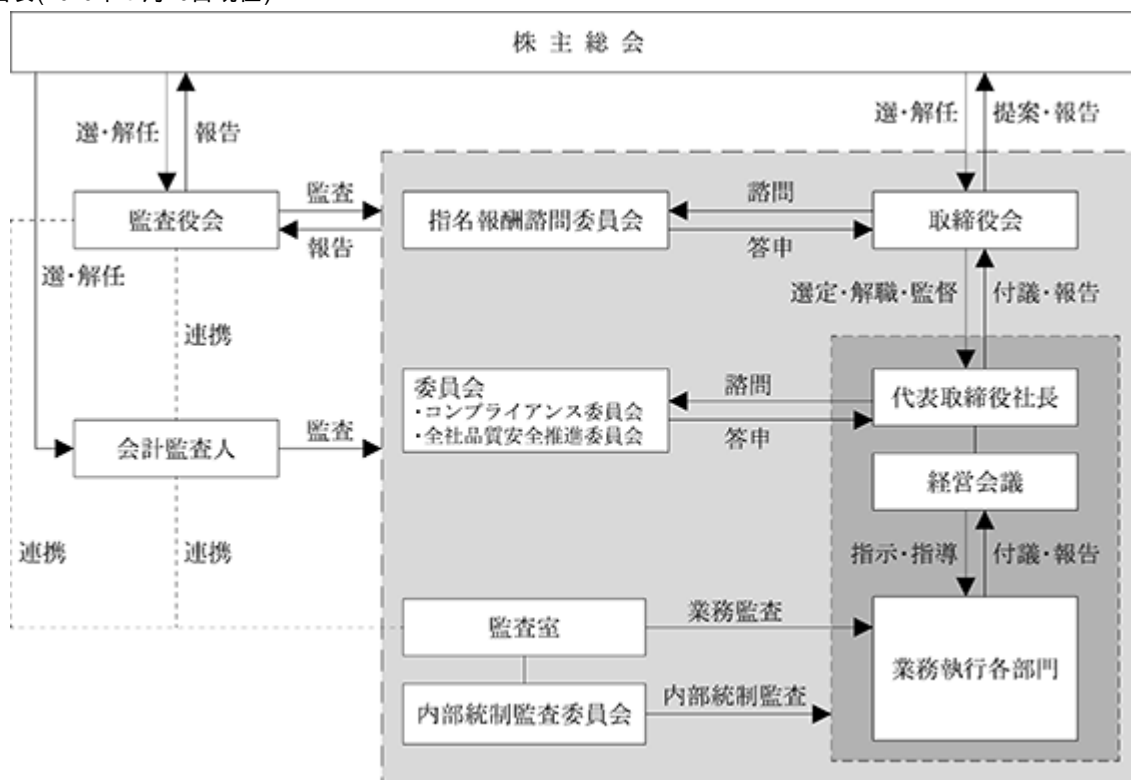 株主総会
選・解任
報告
選・解任
提案・報告
監査役会
監査
報告
指名報酬諮問委員会
諮問
答申
取締役会
選・解任
連携
選定・解職・監督
付議・報告
委員会
・コンプライアンス委員会
・全社品質安全推進委員会
諮問
答申
代表取締役社長
会計監査人
監査
経営会議
連携
連携
指示・指導
付議・報告
監査室
業務監査
業務執行各部門
内部統制監査委員会
内部統制監査